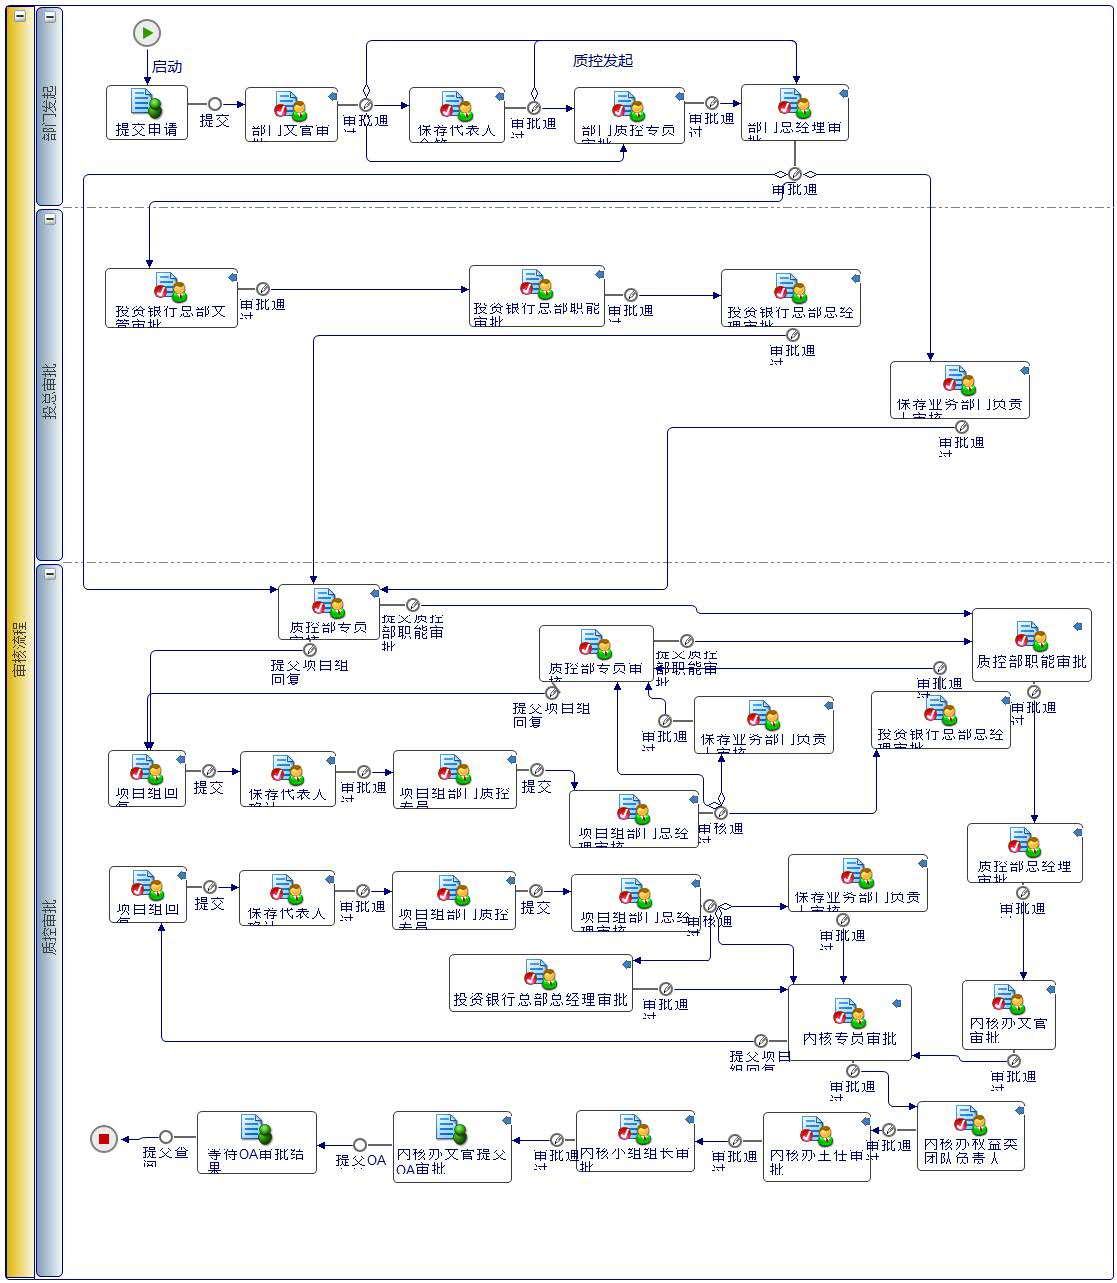 审核流程
部门发起
启动
质控发起
提交申请
提交
部门文官审
审批通
保存代表人
审批通
部门质控专员
审批
审批通
部门总经理审
审批通
投总审批
投资银行总部文
管审批
审批通
投资银行总部职能
审批
审批通
过
投资银行总部总经
理审批
审批通
过
保存业务部门负责
人审核
审批通
过
质控审批
质控部专员
审核
提交质控
部职能审
批
提交项目组
回复
质控部专员审
核
提交质控
部职能审
批
审批通
质控部职能审批
提交项目组
回复
审批通
过
保存业务部门负责
人审核
投资银行总部总经
理审批
审批通
过
项目组回
复
提交
保存代表人
确认
审批通
过
项目组部门质控
专员
提交
项目组部门总经
理审核
审核通
过
质控部总经理
审批
审批通
过
项目组回
复
提交
保存代表人
确认
审批通
过
项目组部门质控
专员
提交
项目组部门总经
理审核
审核通
过
保存业务部门负责
人审核
审批通
过
投资银行总部总经理审批
审批通
过
内核专员审批
提交项目
组回复
审批通
过
内核办文官
审批
审批通
过
内核办权益类
团队负责人
审批通
过
内核办主任审
批
审批通
过
内核小组组长审
批
审批通
过
内核办文官提交
OA审批
提交OA
等待OA审批结
果
提交查
阅